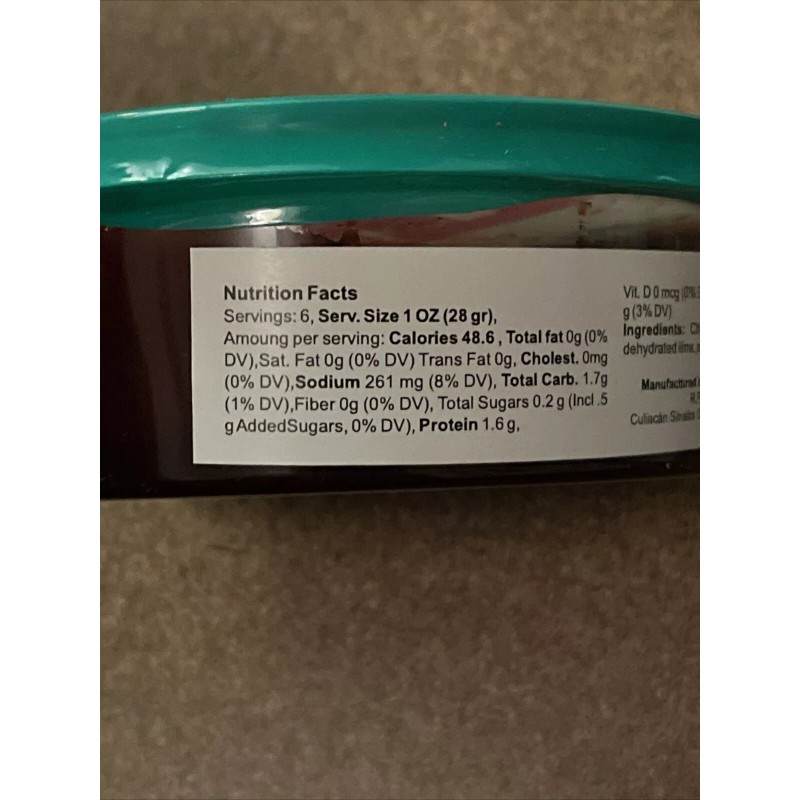 Nutrition Facts
Servings: 6, Serv. Size 1 OZ (28 gr),
Amoung per serving: Calories 48.6 , Total fat 0g (0%
DV),Sat. Fat 0g (0% DV) Trans Fat 0g, Cholest. 0mg
(0% DV),Sodium 261 mg (8% DV), Total Carb. 1.7g
(1% DV),Fiber 0g (0% DV), Total Sugars 0.2 g (Incl .5
g AddedSugars, 0% DV), Protein 1.6 g,
Vit. D 0 mcg (0%
g (3% DV)
Ingredients:
dehydrated lime,
Manufactured
Culiacán Sinaloa